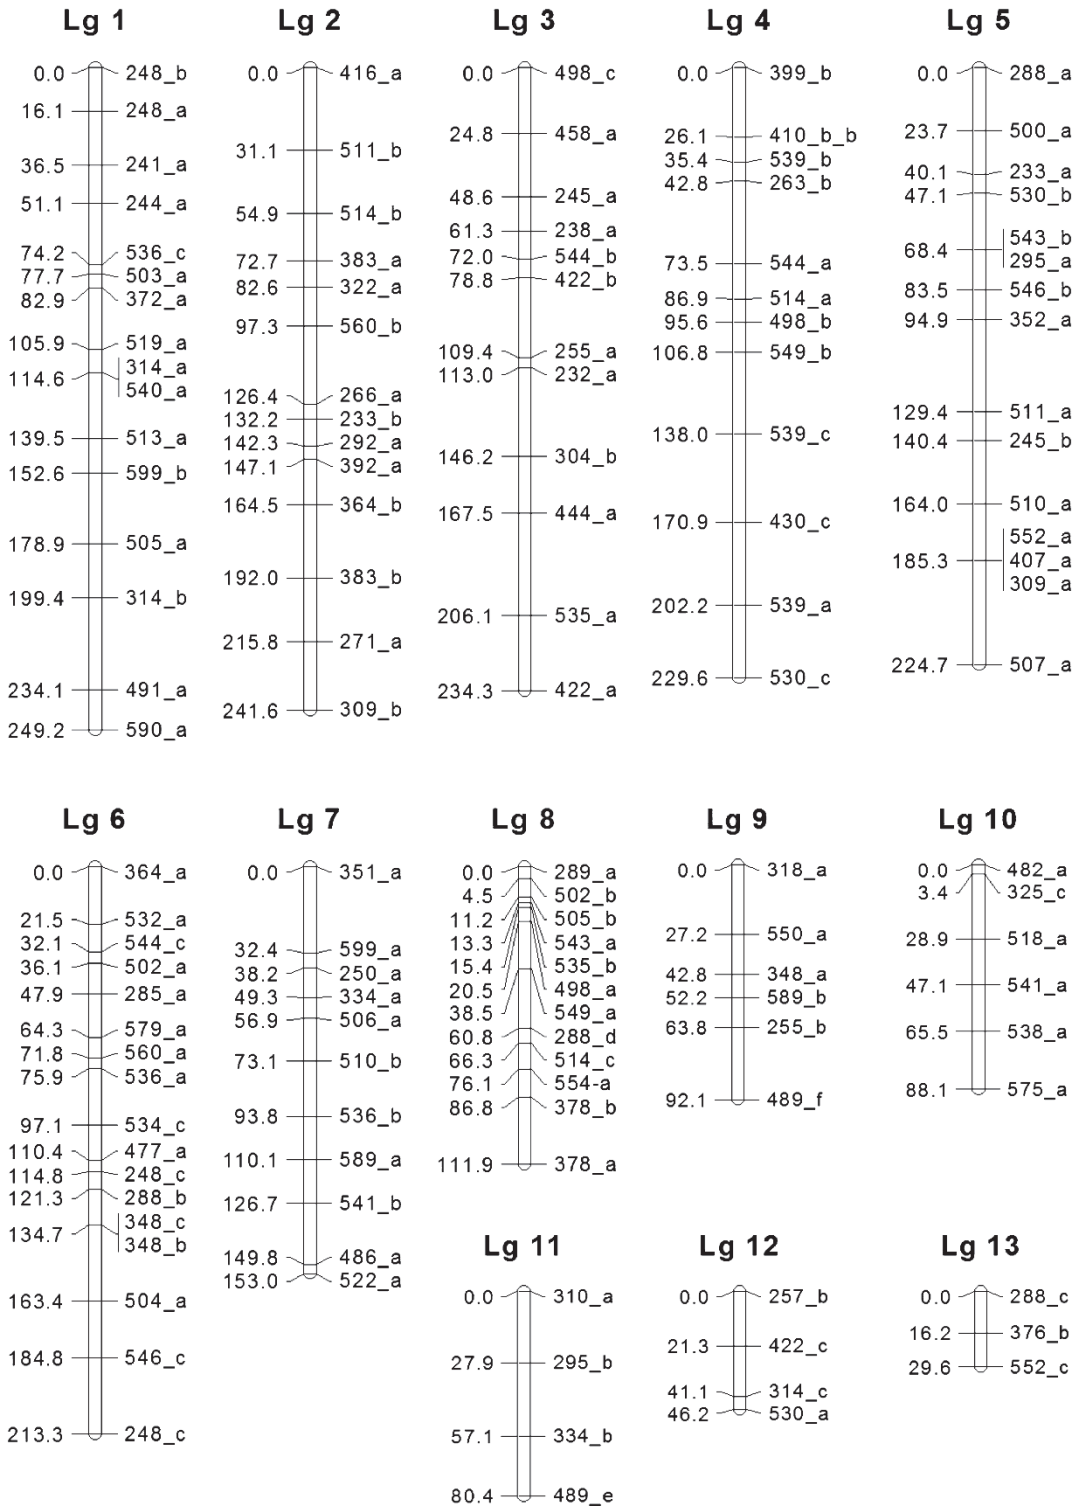 Lg 1
0.0 248_b
16.1 248_a
36.5 241_a
51.1 244_a
74.2 536_c
77.7 503_a
82.9 372_a
105.9 519_a
114.6 314_a
540_a
139.5 513_a
152.6 599_b
178.9 505_a
199.4 314_b
234.1 491_a
249.2 590_a
Lg 2
0.0 416_a
31.1 511_b
54.9 514_b
72.7 383_a
82.6 322_a
97.3 560_b
126.4 266_a
132.2 233_b
142.3 292_a
147.1 392_a
164.5 364_b
192.0 383_b
215.8 271_a
241.6 309_b
Lg 3
0.0 498_c
24.8 458_a
48.6 245_a
61.3 238_a
72.0 544_b
78.8 422_b
109.4 255_a
113.0 232_a
146.2 304_b
167.5 444_a
206.1 535_a
234.3 422_a
Lg 4
0.0 399_b
26.1 410_b_b
35.4 539_b
42.8 263_b
73.5 544_a
86.9 514_a
95.6 498_b
106.8 549_b
138.0 539_c
170.9 430_c
202.2 539_a
229.6 530_c
Lg 5
0.0 288_a
23.7 500_a
40.1 233_a
47.1 530_b
68.4 543_b
295_a
83.5 546_b
94.9 352_a
129.4 511_a
140.4 245_b
164.0 510_a
552_a
185.3 407_a
309_a
224.7 507_a
Lg 6
0.0 364_a
21.5 532_a
32.1 544_c
36.1 502_a
47.9 285_a
64.3 579_a
71.8 560_a
75.9 536_a
97.1 534_c
110.4 477_a
114.8 248_c
121.3 288_b
134.7 348_c
348_b
163.4 504_a
184.8 546_c
213.3 248_c
Lg 7
0.0 351_a
32.4 599_a
38.2 250_a
49.3 334_a
56.9 506_a
73.1 510_b
93.8 536_b
110.1 589_a
126.7 541_b
149.8 486_a
153.0 522_a
Lg 8
0.0 289_a
4.5 502_b
11.2 505_b
13.3 543_a
15.4 535_b
20.5 498_a
38.5 549_a
60.8 288_d
66.3 514_c
76.1 554-a
86.8 378_b
111.9 378_a
Lg 9
0.0 318_a
27.2 550_a
42.8 348_a
52.2 589_b
63.8 255_b
92.1 489_f
Lg 10
0.0 482_a
3.4 325_c
28.9 518_a
47.1 541_a
65.5 538_a
88.1 575_a
Lg 11
0.0 310_a
27.9 295_b
57.1 334_b
80.4 489_e
Lg 12
0.0 257_b
21.3 422_c
41.1 314_c
46.2 530_a
Lg 13
0.0 288_c
16.2 376_b
29.6 552_c